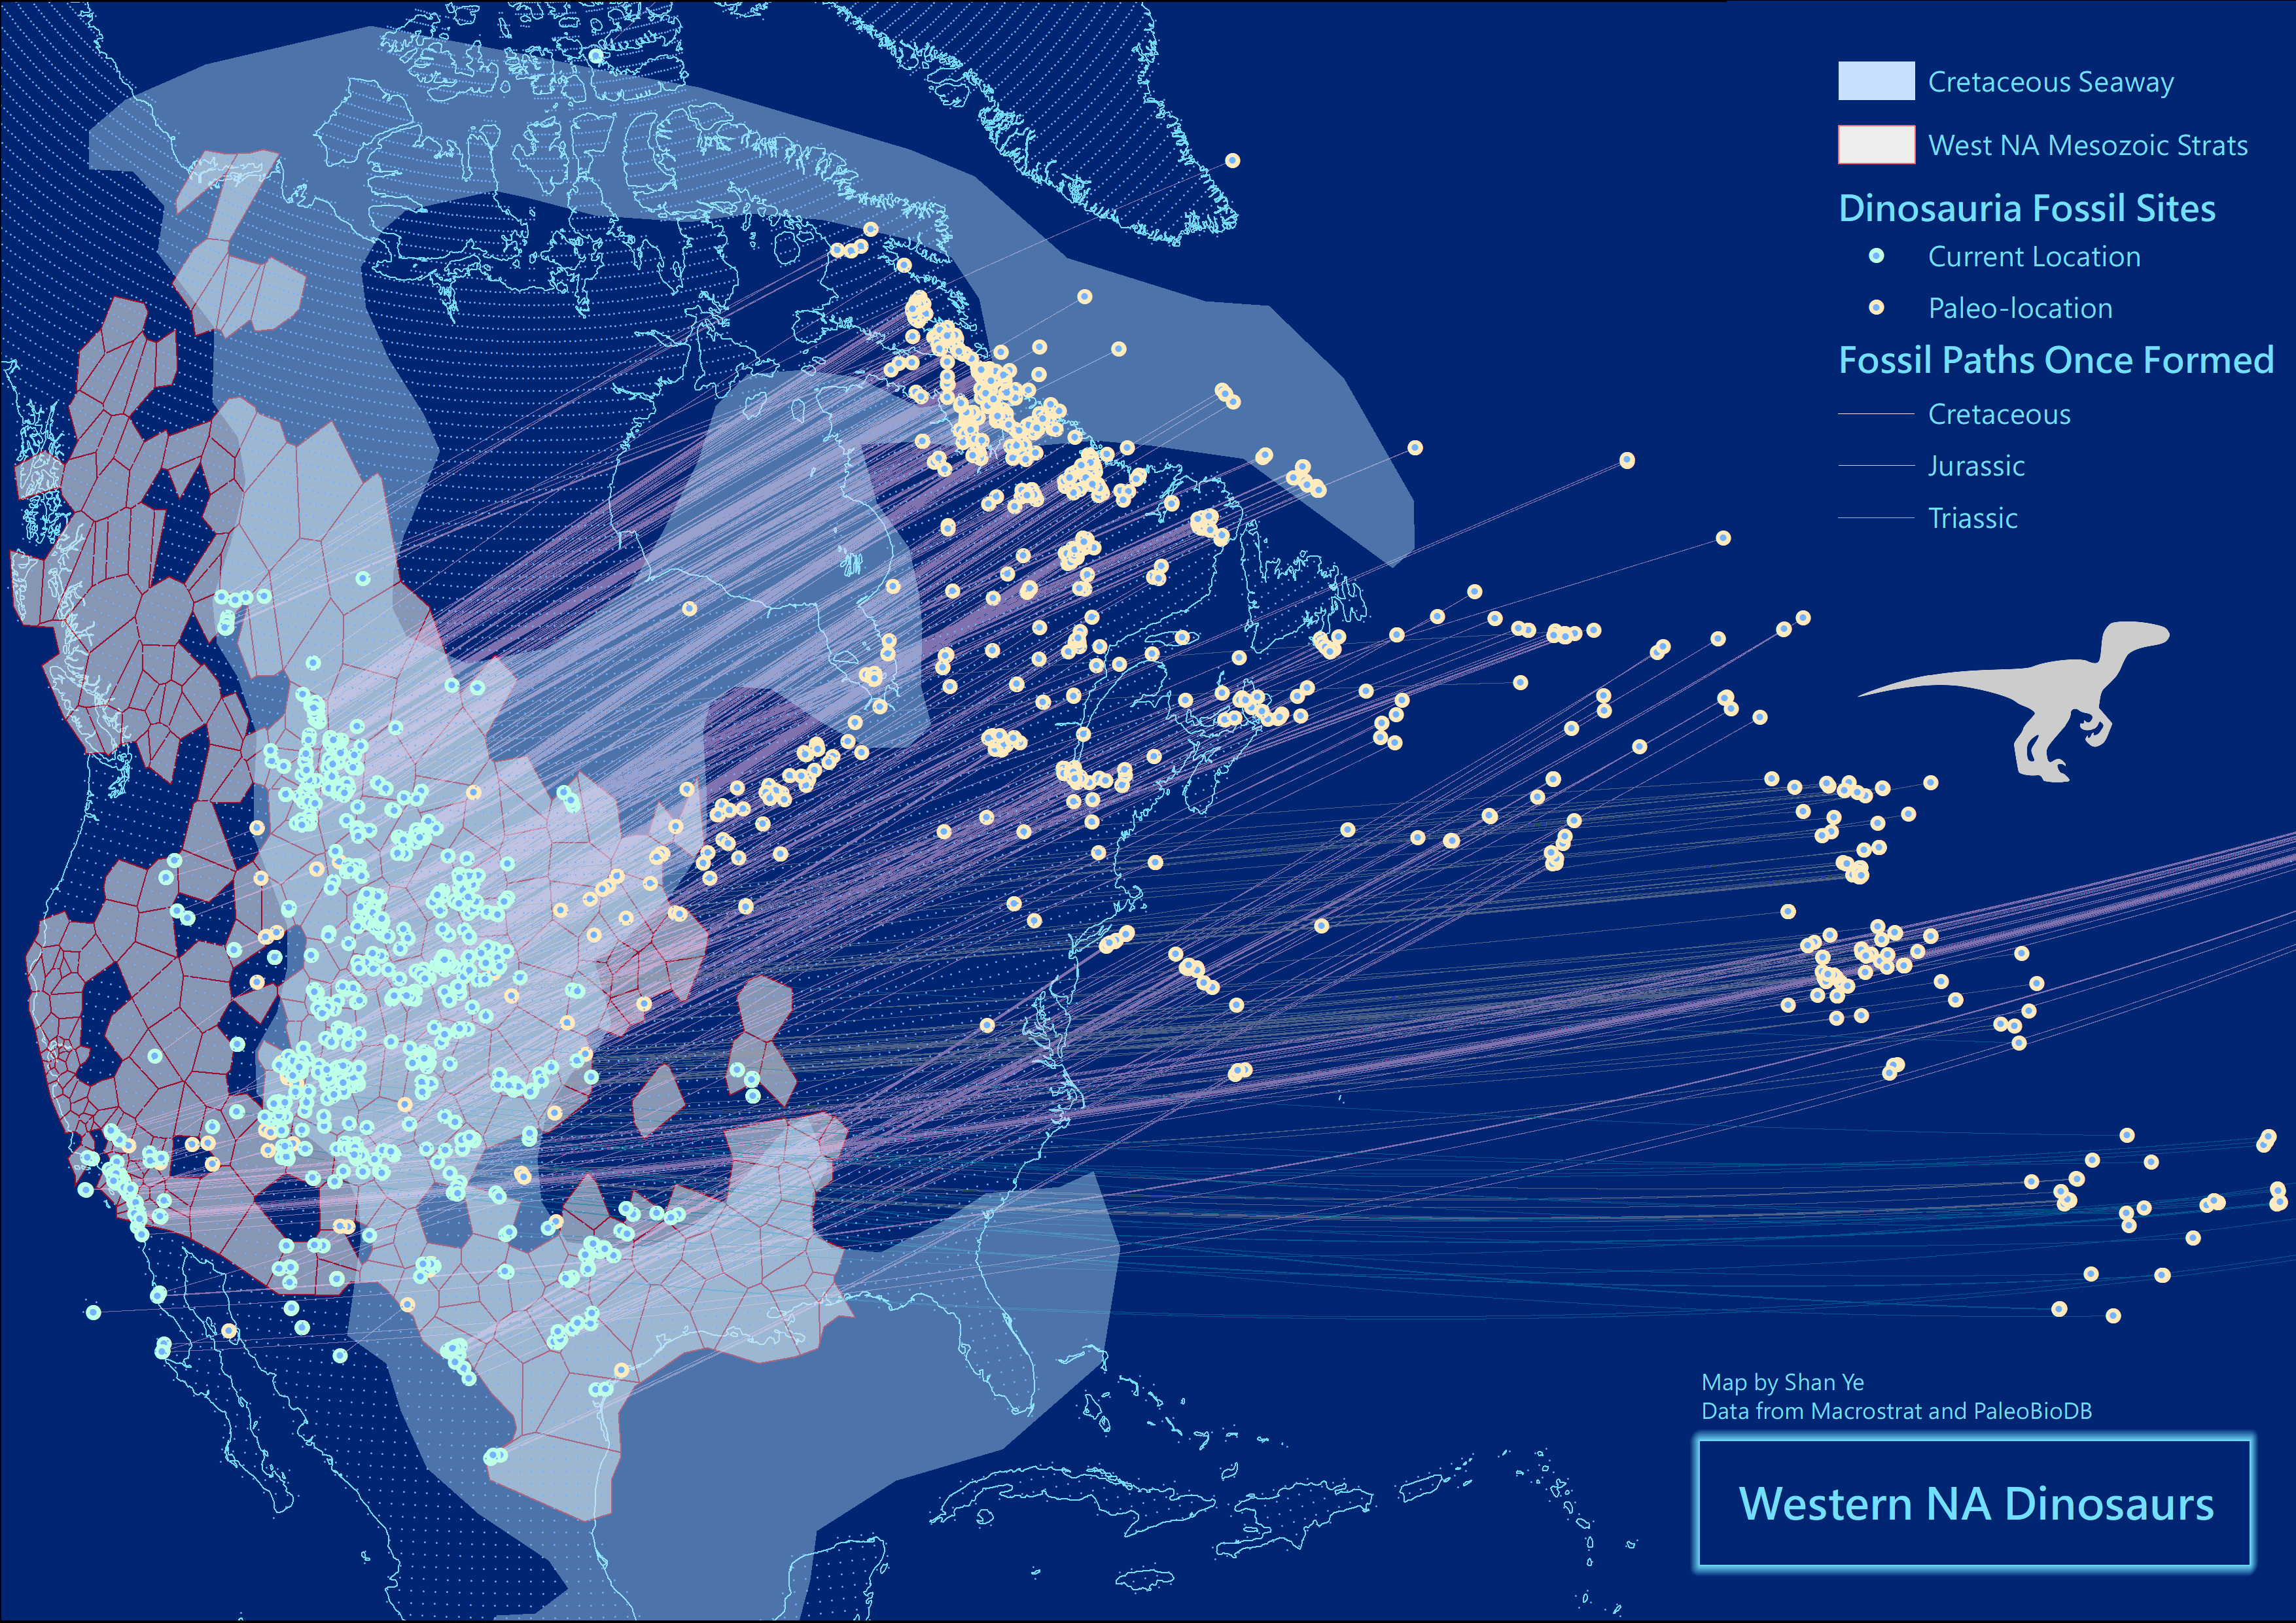 Cretaceous Seaway
West NA Mesozoic Strats
Dinosauria Fossil Sites
Current Location
Paleo-location
Fossil Paths Once Formed
Cretaceous
Jurassic
Triassic
Map by Shan Ye
Data from Macrostrat and PaleoBioDB
Western NA Dinosaurs